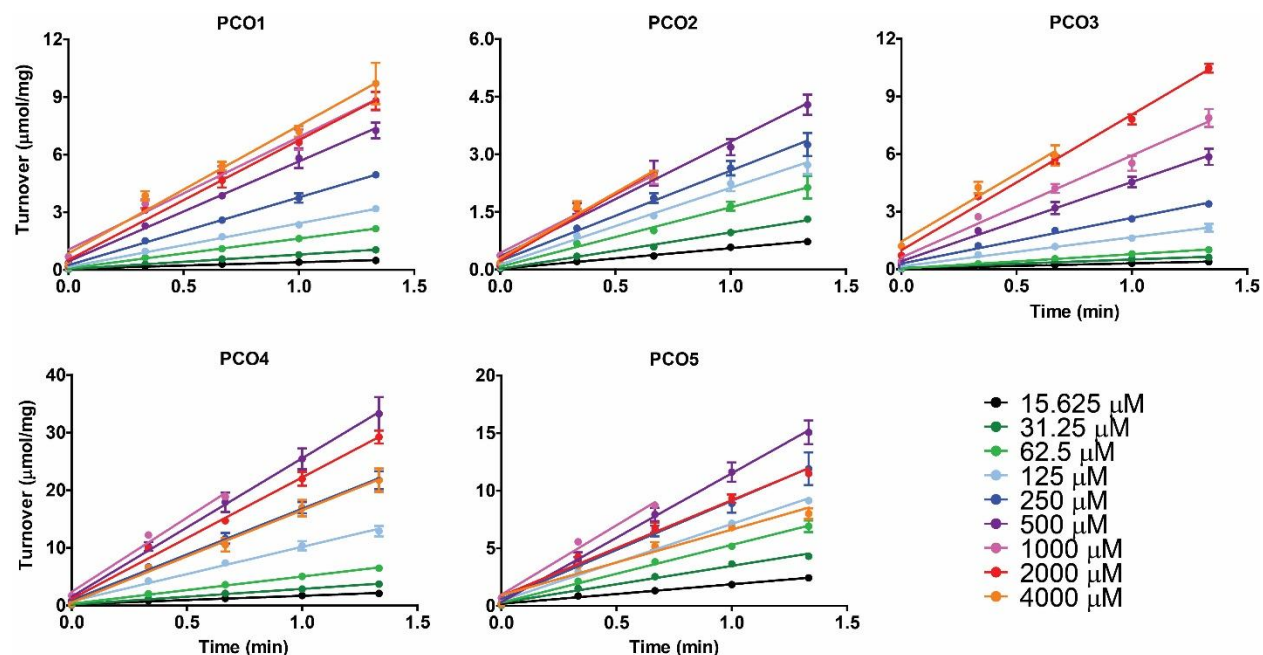 PCO1
PCO2
PCO3
Turnover (μmol/mg)
12
9
6
3
0
0.0
0.5
1.0
1.5
6.0
4.5
3.0
1.5
0.0
0.0
0.5
1.0
1.5
12
9
6
3
0
0.0
0.5
1.0
1.5
Time (min)
PCO4
PCO5
Turnover (μmol/mg)
40
30
20
10
0
0.0
0.5
1.0
1.5
Time (min)
20
15
10
5
0
0.0
0.5
1.0
1.5
Time (min)
15.625 μM
31.25 μM
62.5 μM
125 μM
250 μM
500 μM
1000 μM
2000 μM
4000 μM